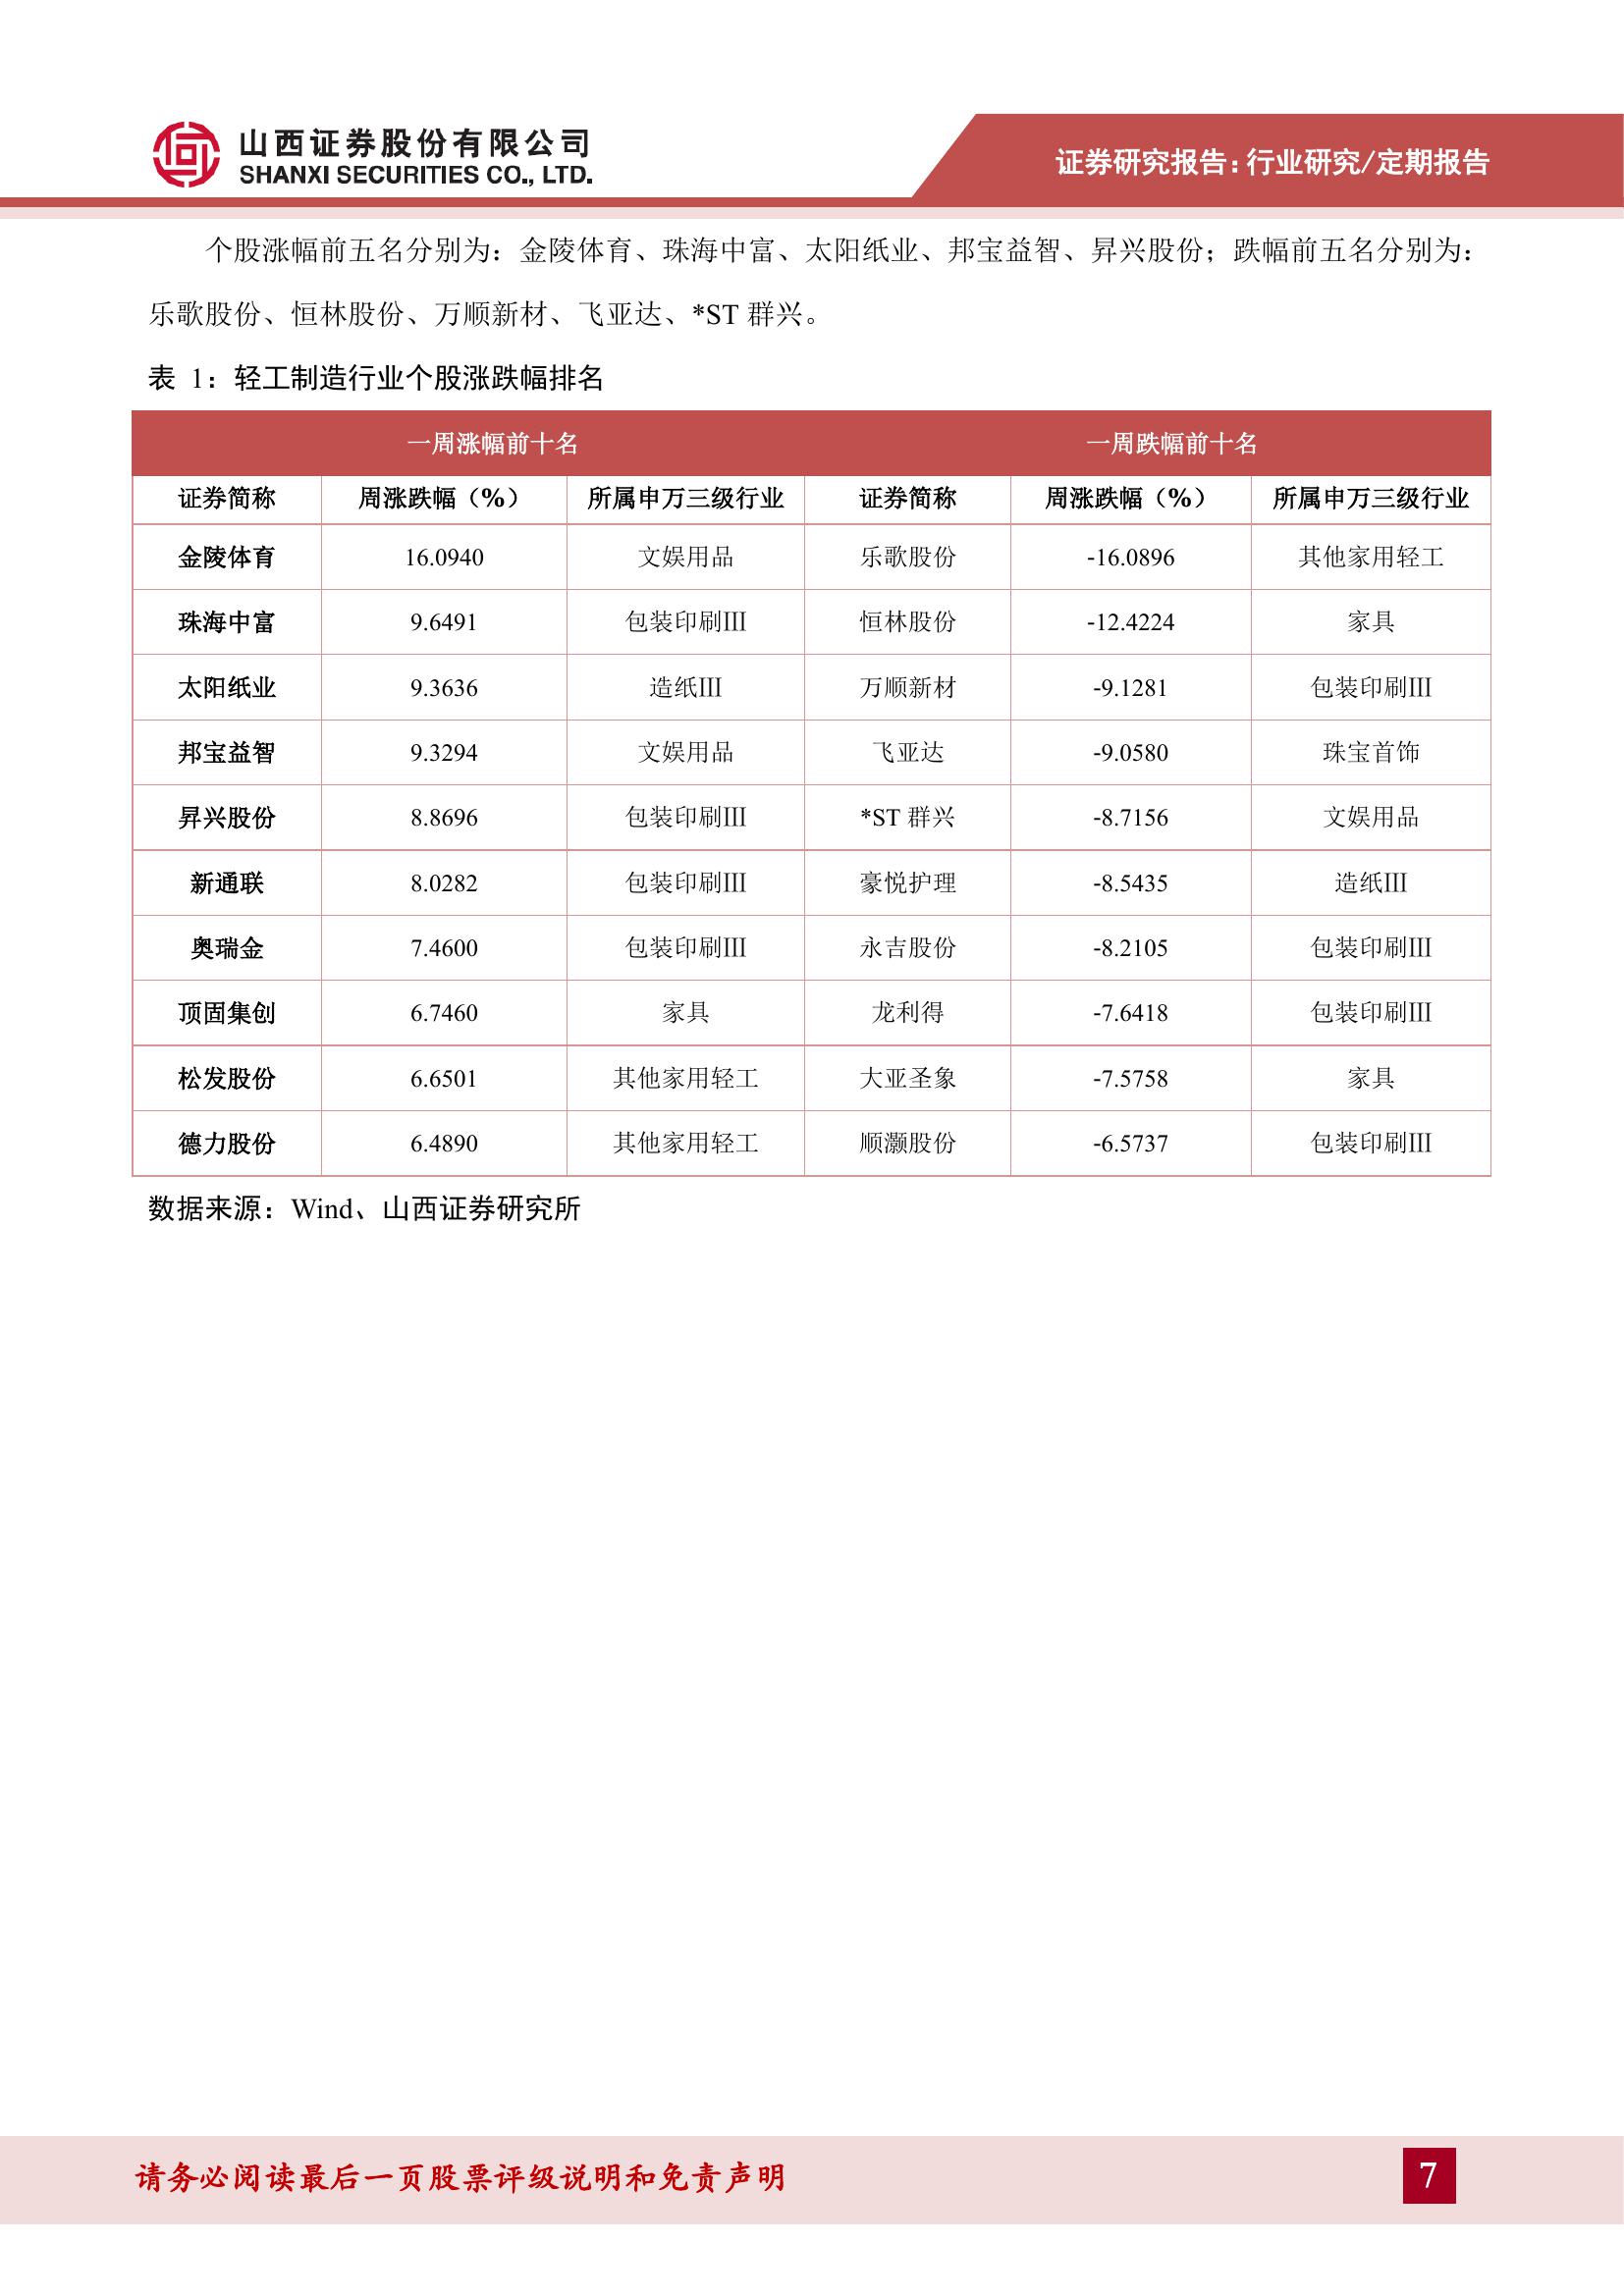 山西证券股份有限公司
SHANXI SECURITIES CO., LTD.
证券研究报告：行业研究/定期报告
个股涨幅前五名分别为：金陵体育、珠海中富、太阳纸业、邦宝益智、昇兴股份；跌幅前五名分别为：
乐歌股份、恒林股份、万顺新材、飞亚达、*ST 群兴。
表 1：轻工制造行业个股涨跌幅排名
一周涨幅前十名 一周跌幅前十名
证券简称 周涨跌幅（%） 所属申万三级行业 证券简称 周涨跌幅（%） 所属申万三级行业
金陵体育 16.0940 文娱用品 乐歌股份 -16.0896 其他家用轻工
珠海中富 9.6491 包装印刷Ⅲ 恒林股份 -12.4224 家具
太阳纸业 9.3636 造纸Ⅲ 万顺新材 -9.1281 包装印刷Ⅲ
邦宝益智 9.3294 文娱用品 飞亚达 -9.0580 珠宝首饰
昇兴股份 8.8696 包装印刷Ⅲ *ST 群兴 -8.7156 文娱用品
新通联 8.0282 包装印刷Ⅲ 豪悦护理 -8.5435 造纸Ⅲ
奥瑞金 7.4600 包装印刷Ⅲ 永吉股份 -8.2105 包装印刷Ⅲ
顶固集创 6.7460 家具 龙利得 -7.6418 包装印刷Ⅲ
松发股份 6.6501 其他家用轻工 大亚圣象 -7.5758 家具
德力股份 6.4890 其他家用轻工 顺灏股份 -6.5737 包装印刷Ⅲ
数据来源：Wind、山西证券研究所
请务必阅读最后一页股票评级说明和免责声明
7